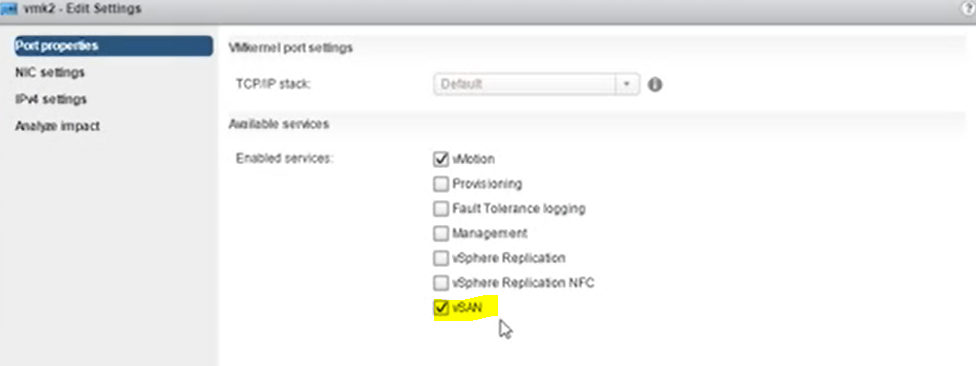 vmk2 - Edit Settings
?
Port properties
NIC settings
IPv4 settings
Analyze impact
VMkernel port settings
TCP/IP stack: Default
Available services
Enabled services: vMotion
Provisioning
Fault Tolerance logging
Management
vSphere Replication
vSphere Replication NFC
vSAN